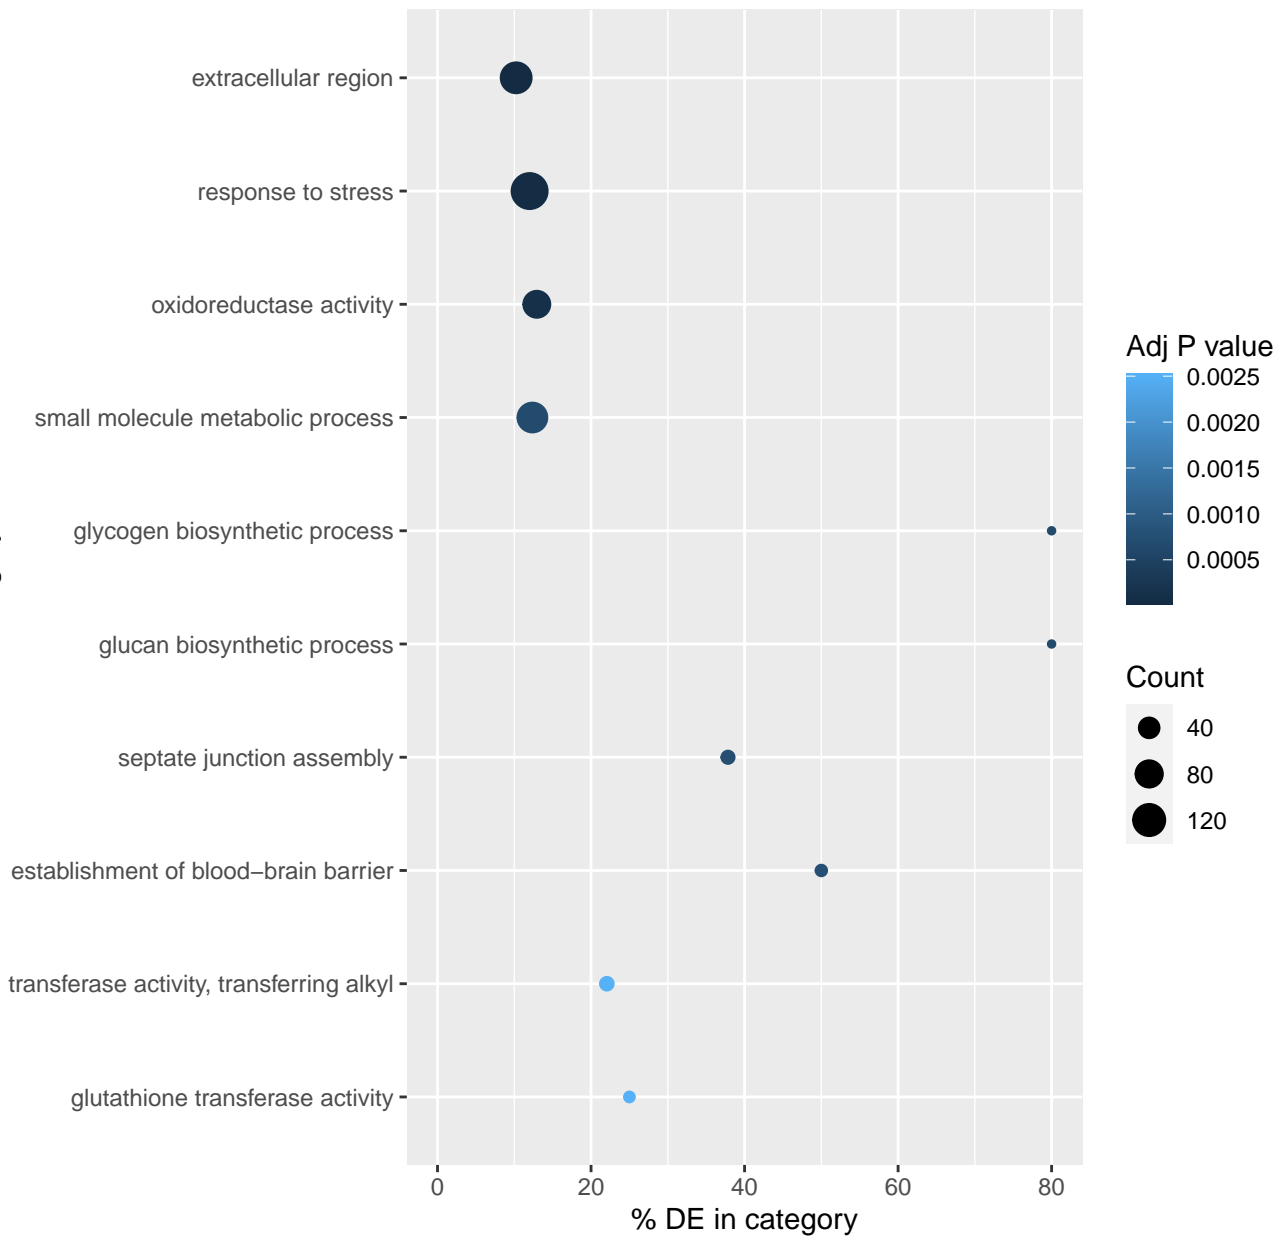 extracellular region
response to stress
oxidoreductase activity
small molecule metabolic process
glycogen biosynthetic process
glucan biosynthetic process
septate junction assembly
establishment of blood−brain barrier
transferase activity, transferring alkyl
glutathione transferase activity
0 20 40 60 80
% DE in category
Adj P value
0.0025
0.0020
0.0015
0.0010
0.0005
Count
40
80
120